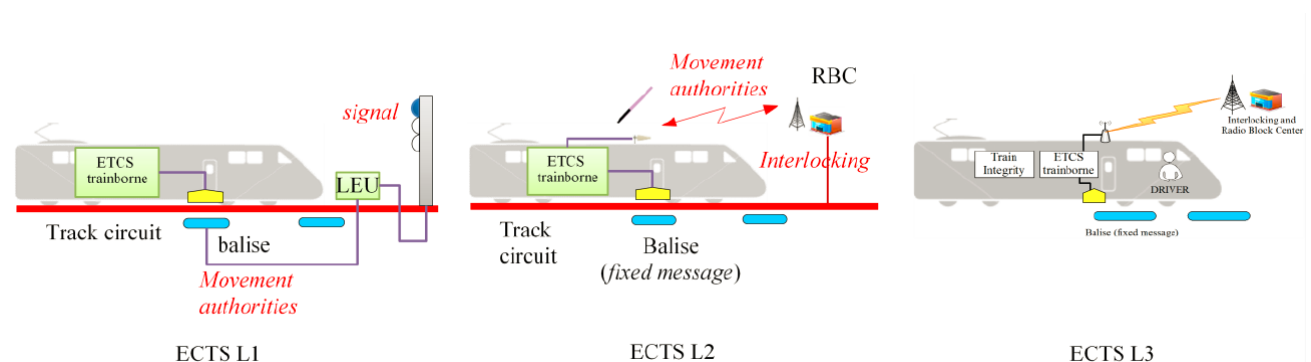 signal
ETCS
trainborne
LEU
Track circuit
balise
Movement
authorities
ECTS L1
Movement
authorities
RBC
ETCS
trainborne
Interlocking
Track
circuit
Balise
(fixed message)
ECTS L2
Interlocking and
Radio Block Center
Train
Integrity
ETCS
trainborne
DRIVER
Balise (fixed message)
ECTS L3